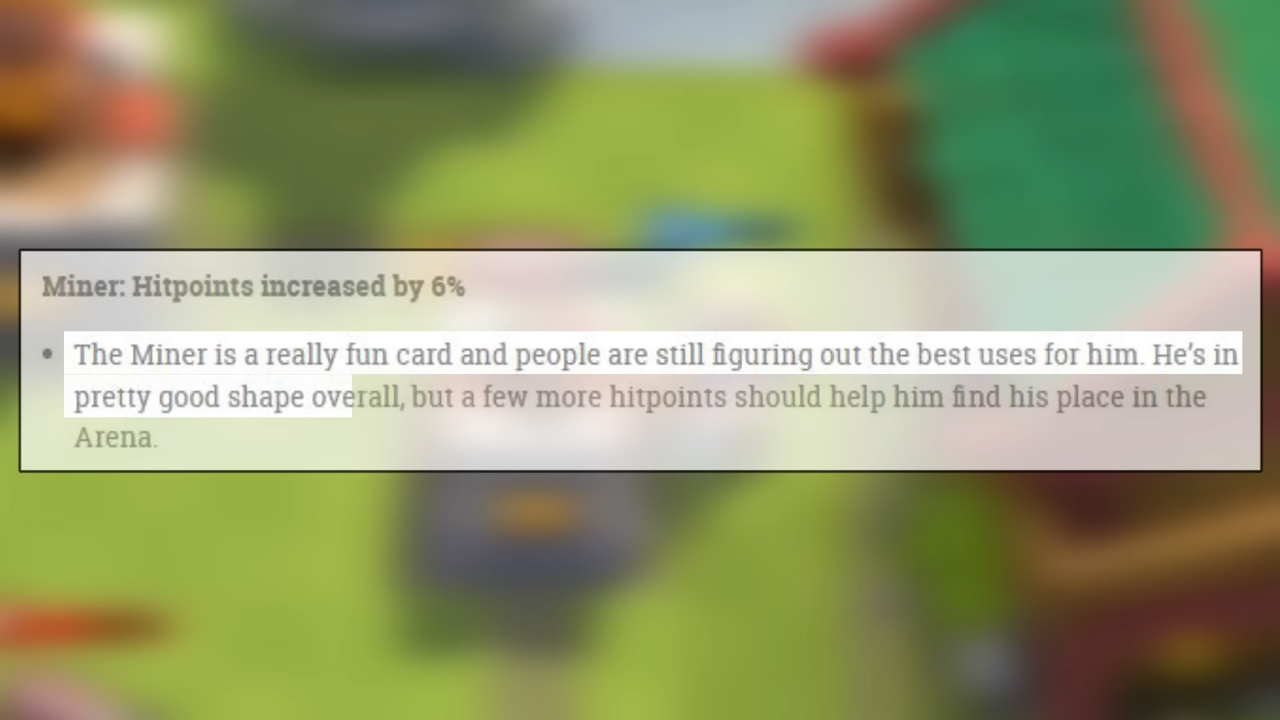 Miner: Hitpoints increased by 6%
• The Miner is a really fun card and people are still figuring out the best uses for him. He’s in
pretty good shape overall, but a few more hitpoints should help him find his place in the
Arena.